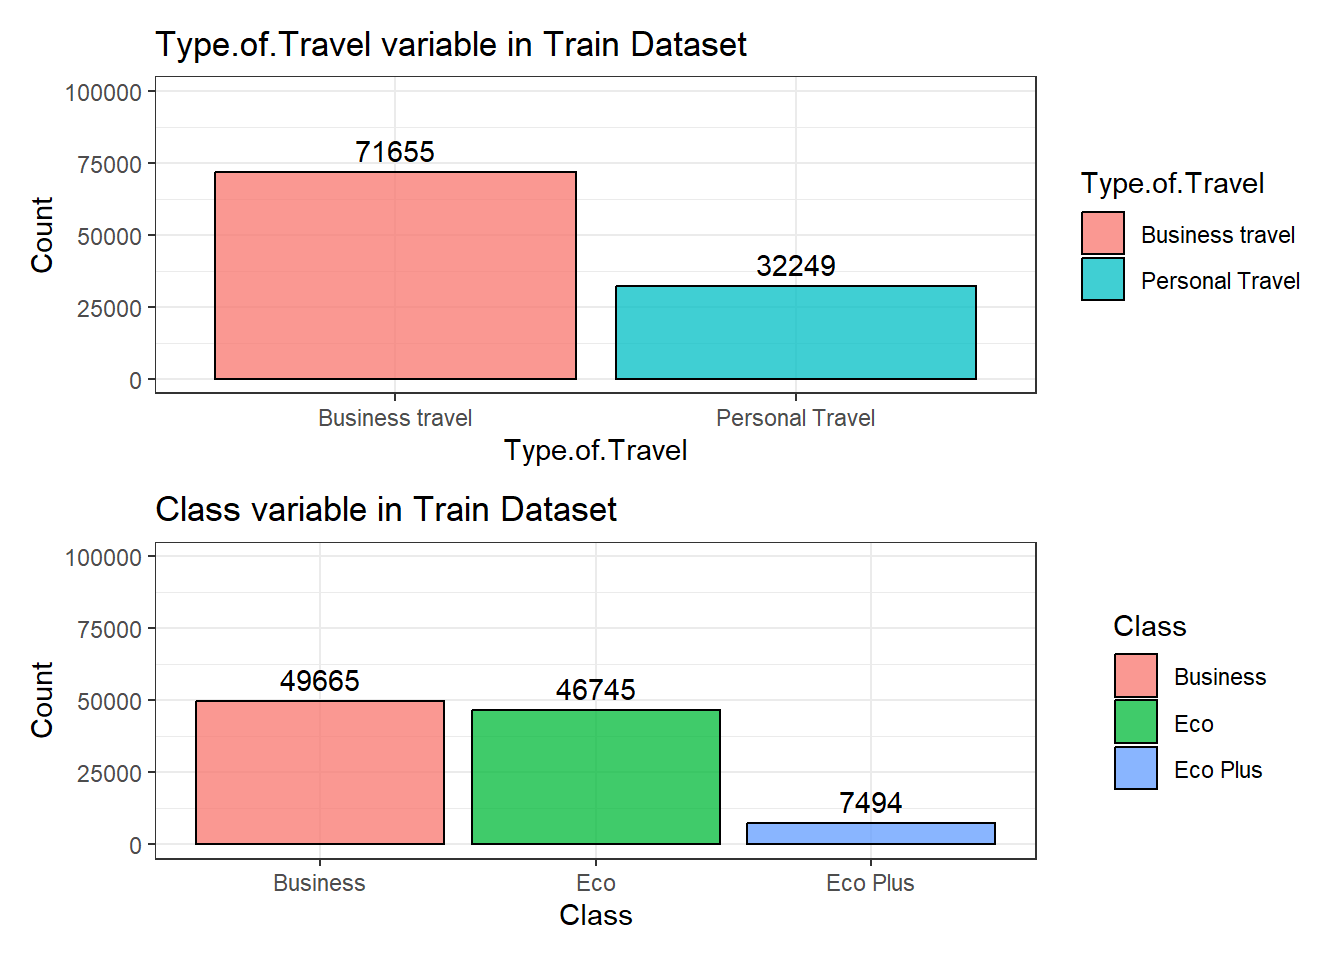 Type.of.Travel variable in Train Dataset
100000
75000
50000
25000
0
Count
71655
32249
Business travel
Personal Travel
Type.of.Travel
Type.of.Travel
Business travel
Personal Travel
Class variable in Train Dataset
100000
75000
50000
25000
0
Count
49665
46745
7494
Business
Eco
Eco Plus
Class
Class
Business
Eco
Eco Plus